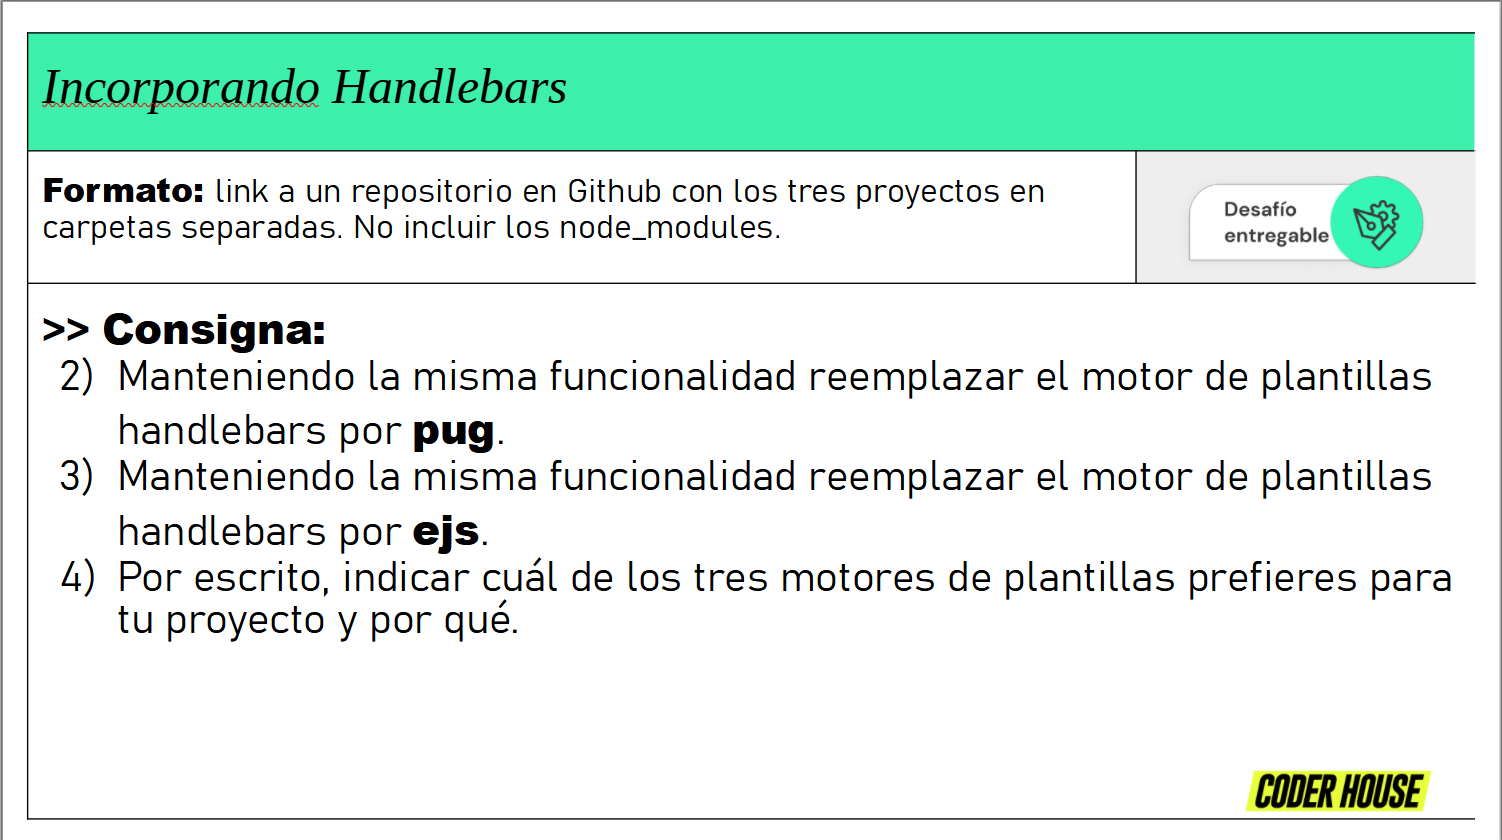 Incorporando Handlebars
Formato: link a un repositorio en Github con los tres proyectos en
carpetas separadas. No incluir los node_modules.
Desafío
entregable
>> Consigna:
2) Manteniendo la misma funcionalidad reemplazar el motor de plantillas
handlebars por pug.
3) Manteniendo la misma funcionalidad reemplazar el motor de plantillas
handlebars por ejs.
4) Por escrito, indicar cuál de los tres motores de plantillas prefieres para
tu proyecto y por qué.
CODER HOUSE